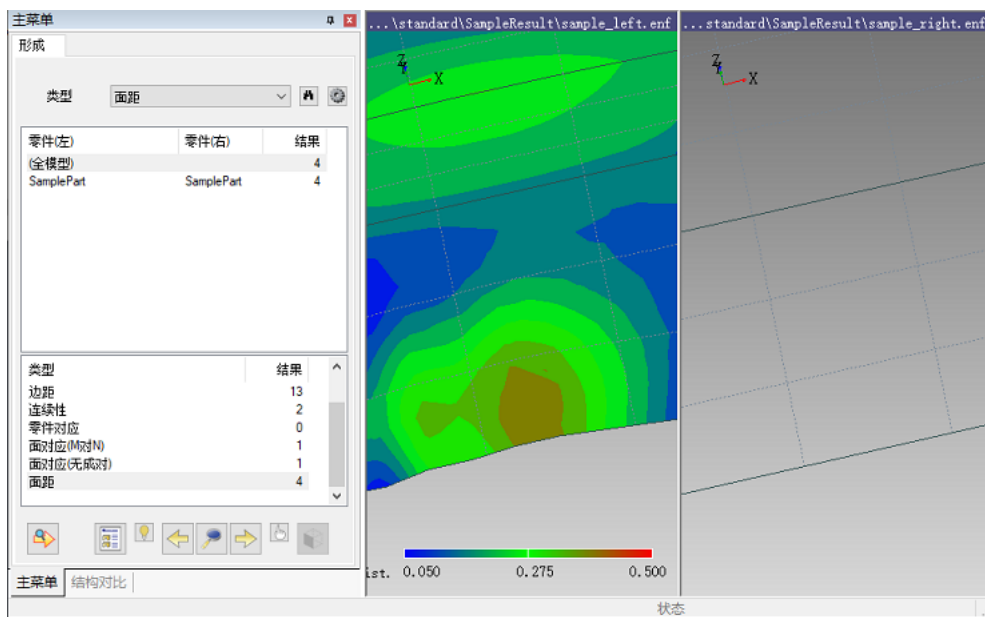 主菜单
形成
类型 面距
零件(左) 零件(右) 结果
(全模型) 4
SamplePart SamplePart 4
类型 结果
边距 13
连续性 2
零件对应 0
面对应(M对N) 1
面对应(无成对) 1
面距 4
主菜单 结构对比
...\standard\SampleResult\sample_left.enf
Z
Y
X
ist. 0.050 0.275 0.500
...standard\SampleResult\sample_right.enf
Z
Y
X
状态